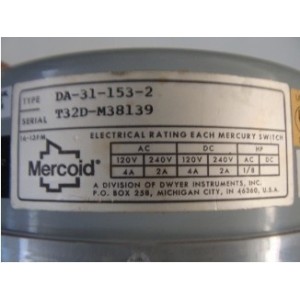 TYPE DA-31-153-2
SERIAL T32D-M38139
ELECTRICAL RATING EACH MERCURY SWITCH
Mercoid®
AC DC HP
120V 240V 120V 240V AC DC
4A 2A 4A 2A 1/8
A DIVISION OF DWYER INSTRUMENTS, INC.
P.O. BOX 258, MICHIGAN CITY, IN 46360, U.S.A.